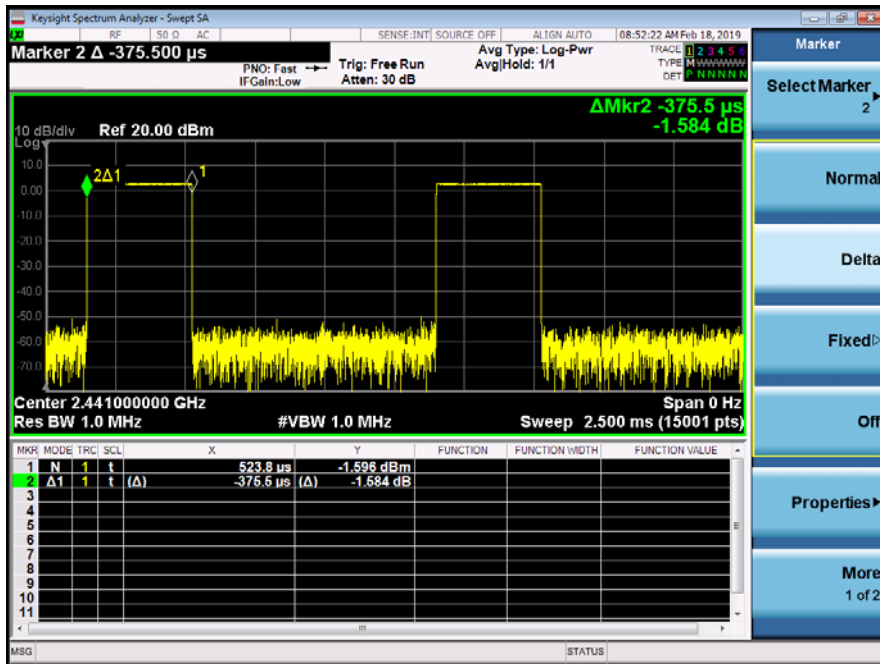 Keysight Spectrum Analyzer - Swept SA
LXI RF 50 Ω AC SENSE:INT SOURCE OFF ALIGN AUTO 08:52:22 AM Feb 18, 2019
Marker 2 Δ -375.500 µs
PNO: Fast
IFGain:Low
Trig: Free Run
Atten: 30 dB
Avg Type: Log-Pwr
Avg|Hold: 1/1
TRACE 1 2 3 4 5 6
TYPE M W W W W W
DET P N N N N N
ΔMkr2 -375.5 µs
-1.584 dB
10 dB/div Ref 20.00 dBm
Log
10.0
0.00
-10.0
-20.0
-30.0
-40.0
-50.0
-60.0
-70.0
2Δ1
1
Center 2.441000000 GHz Span 0 Hz
Res BW 1.0 MHz #VBW 1.0 MHz Sweep 2.500 ms (15001 pts)
MKR MODE TRC SCL X Y FUNCTION FUNCTION WIDTH FUNCTION VALUE
1 N 1 t 523.8 µs -1.596 dBm
2 Δ1 1 t (Δ) -375.5 µs (Δ) -1.584 dB
3
4
5
6
7
8
9
10
11
MSG STATUS
Marker
Select Marker
2
Normal
Delta
Fixed
Off
Properties
More
1 of 2